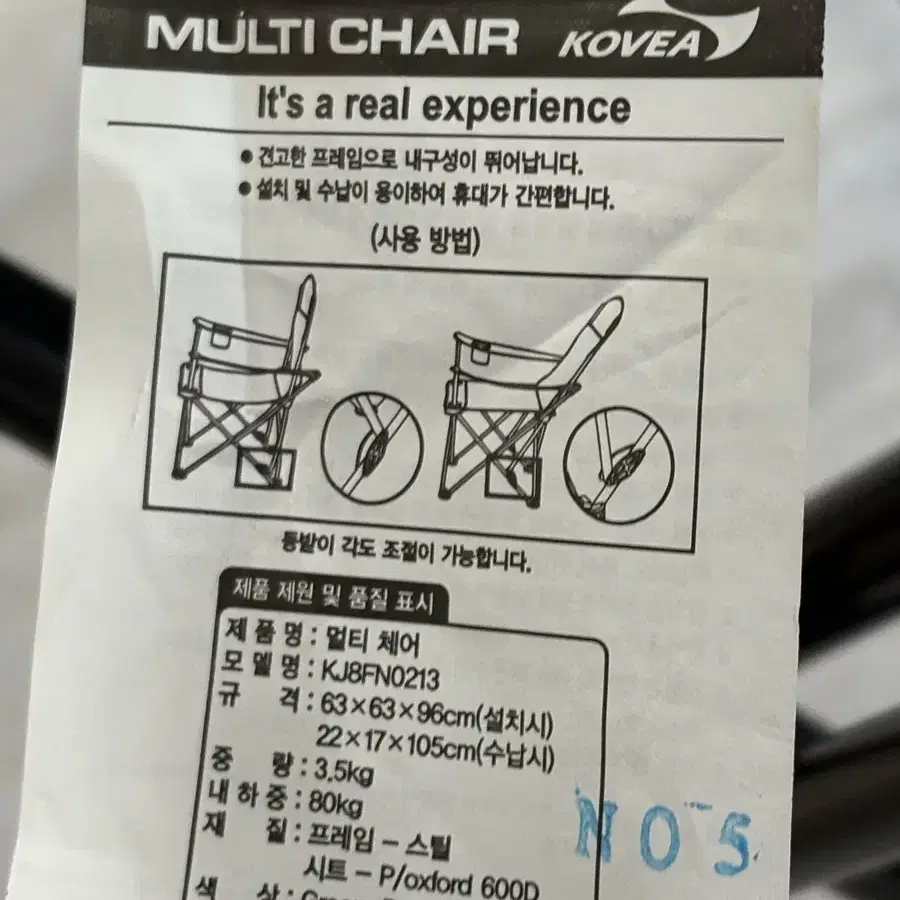 MULTI CHAIR KOVEA
It's a real experience
● 견고한 프레임으로 내구성이 뛰어납니다.
● 설치 및 수납이 용이하여 휴대가 간편합니다.
(사용 방법)
등받이 각도 조절이 가능합니다.
제품 제원 및 품질 표시
제 품 명 : 멀티 체어
모 델 명 : KJ8FN0213
규 격 : 63×63×96cm(설치시)
22×17×105cm(수납시)
중 량 : 3.5kg
내 하 중 : 80kg
재 질 : 프레임 - 스틸
시트 - P/oxford 600D
색 상 :
NO 5